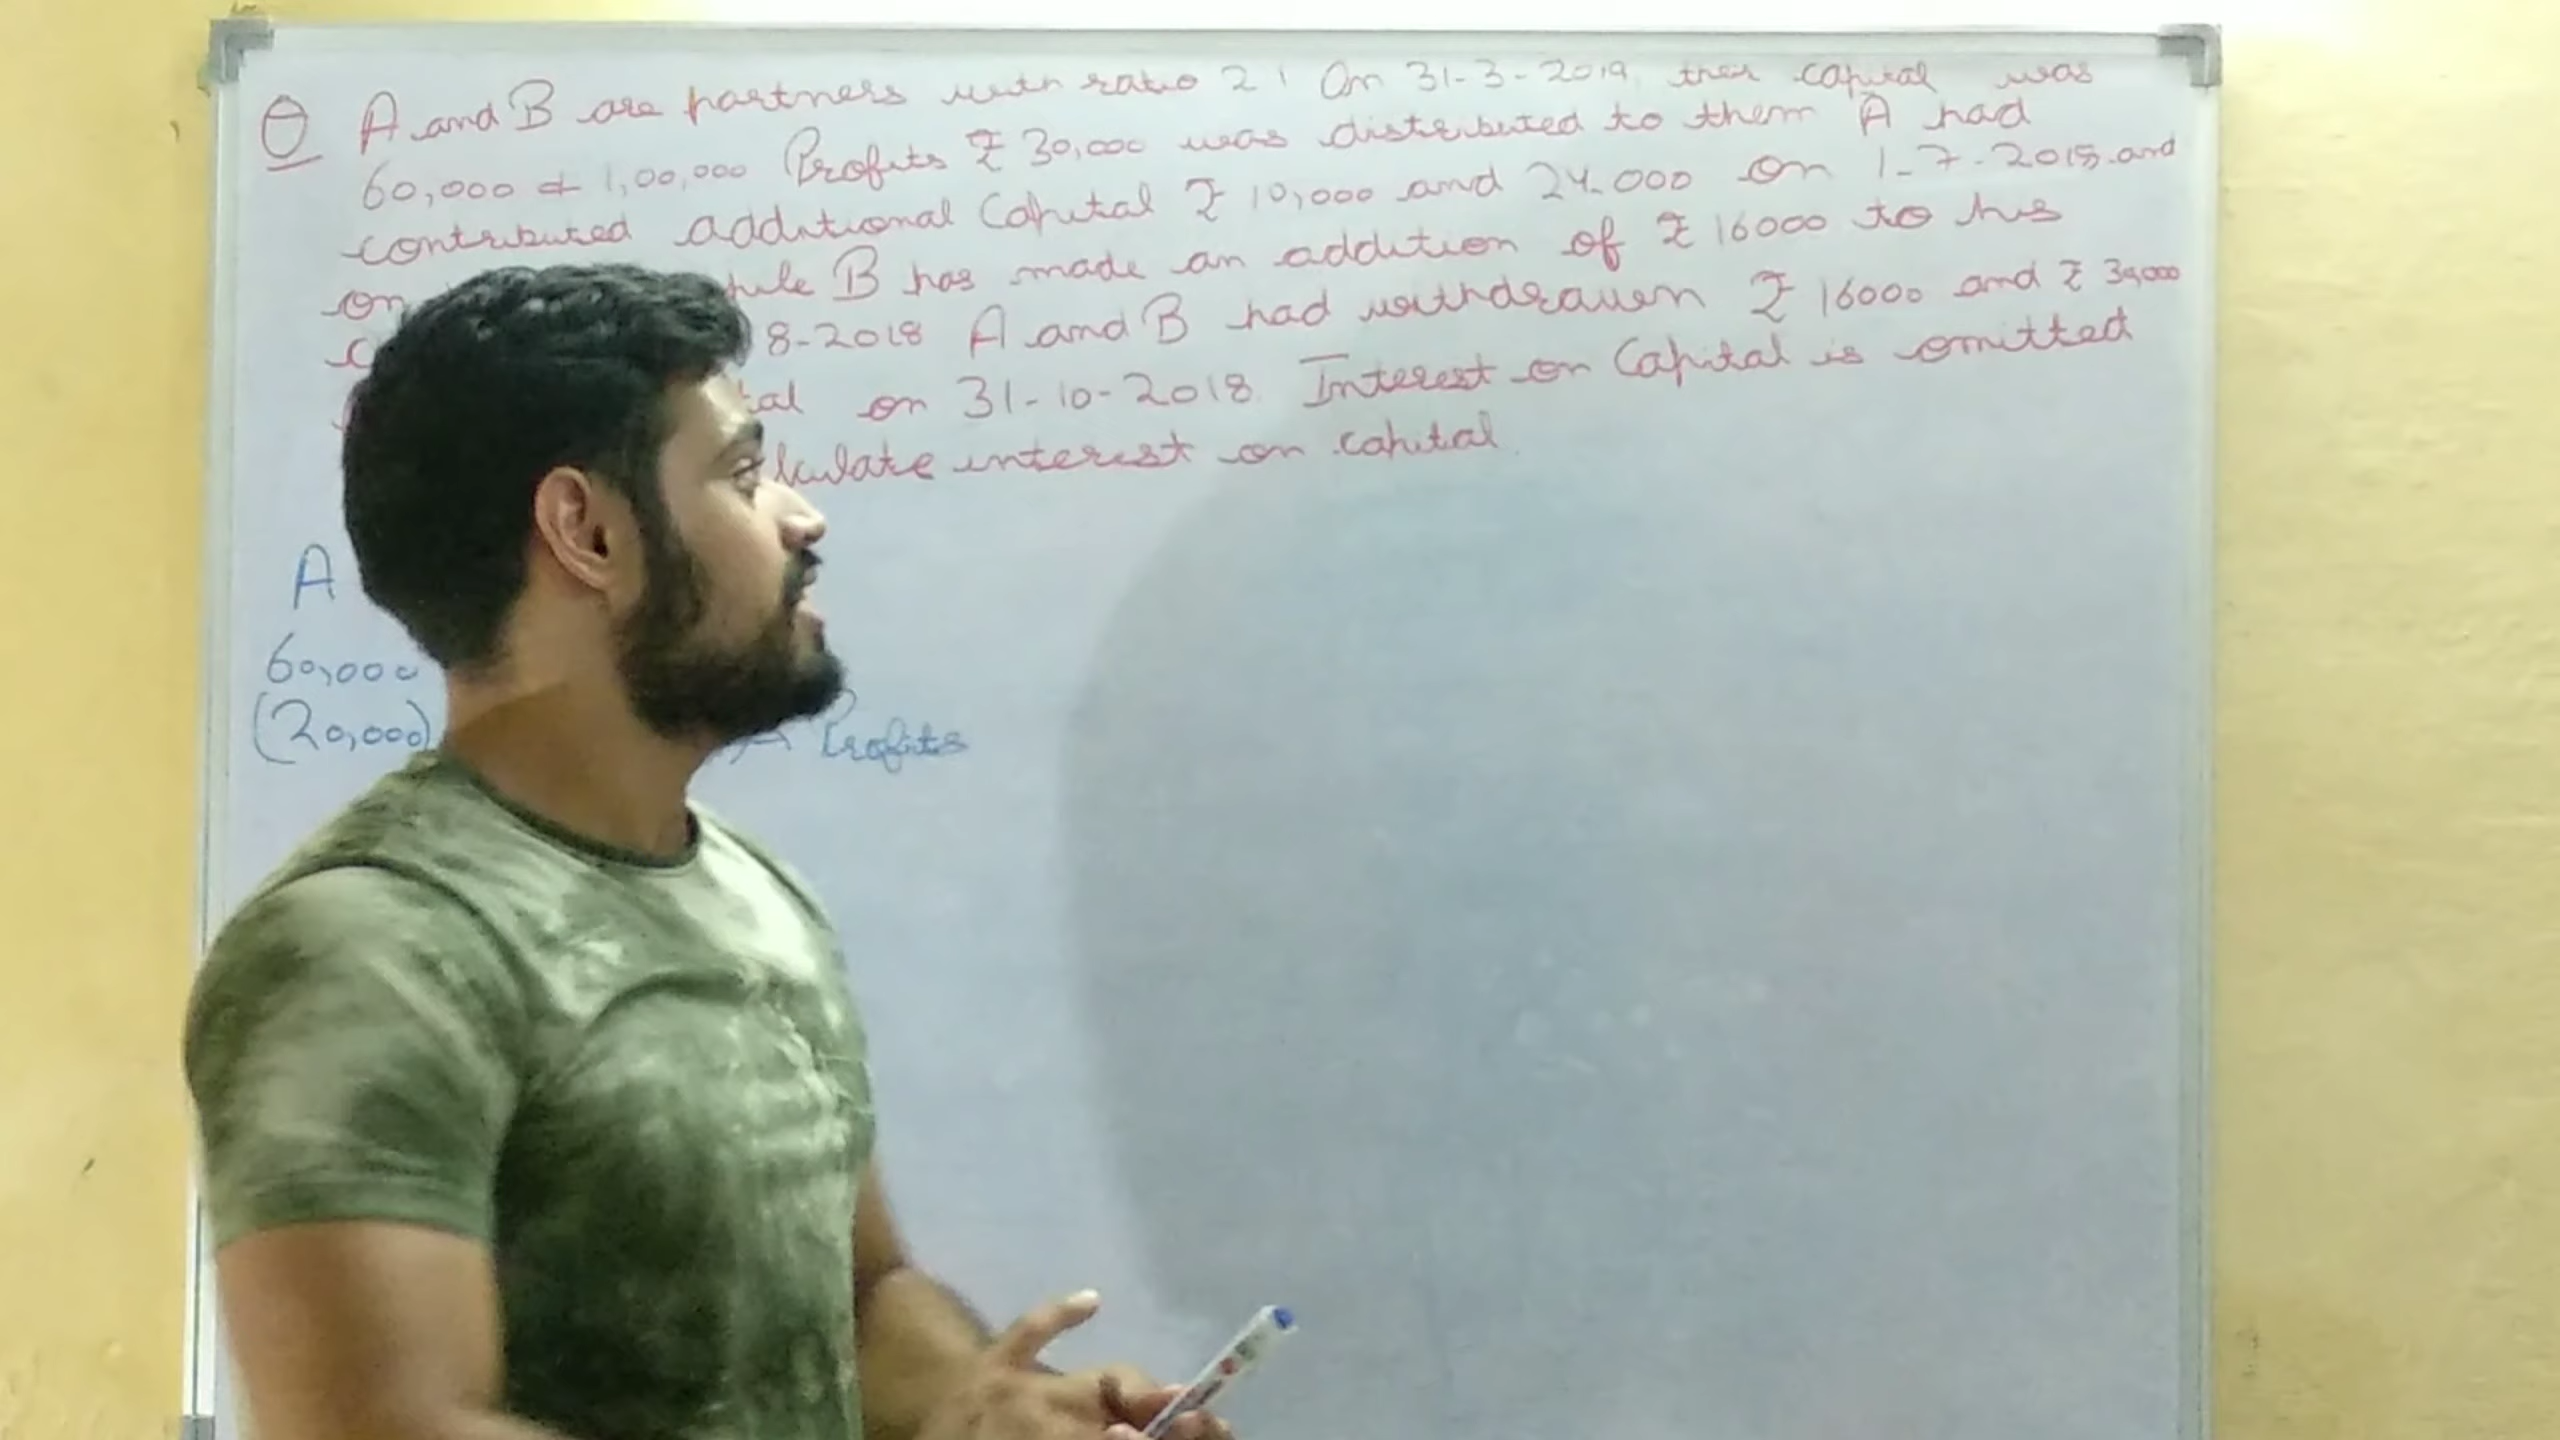 Q A and B are partners with ratio 2 1 On 31-3-2019 their capital was
60,000 & 1,00,000 Profits ₹ 30,000 was distributed to them A had
contributed additional Capital ₹ 10,000 and 24,000 on 1-7-2018 and
on B has made an addition of ₹ 16000 to his
8-2018 A and B had withdrawn ₹ 16000 and
on 31-10-2018. Interest on Capital is omitted
interest on capital.
A
60,000
(20,000) Profits